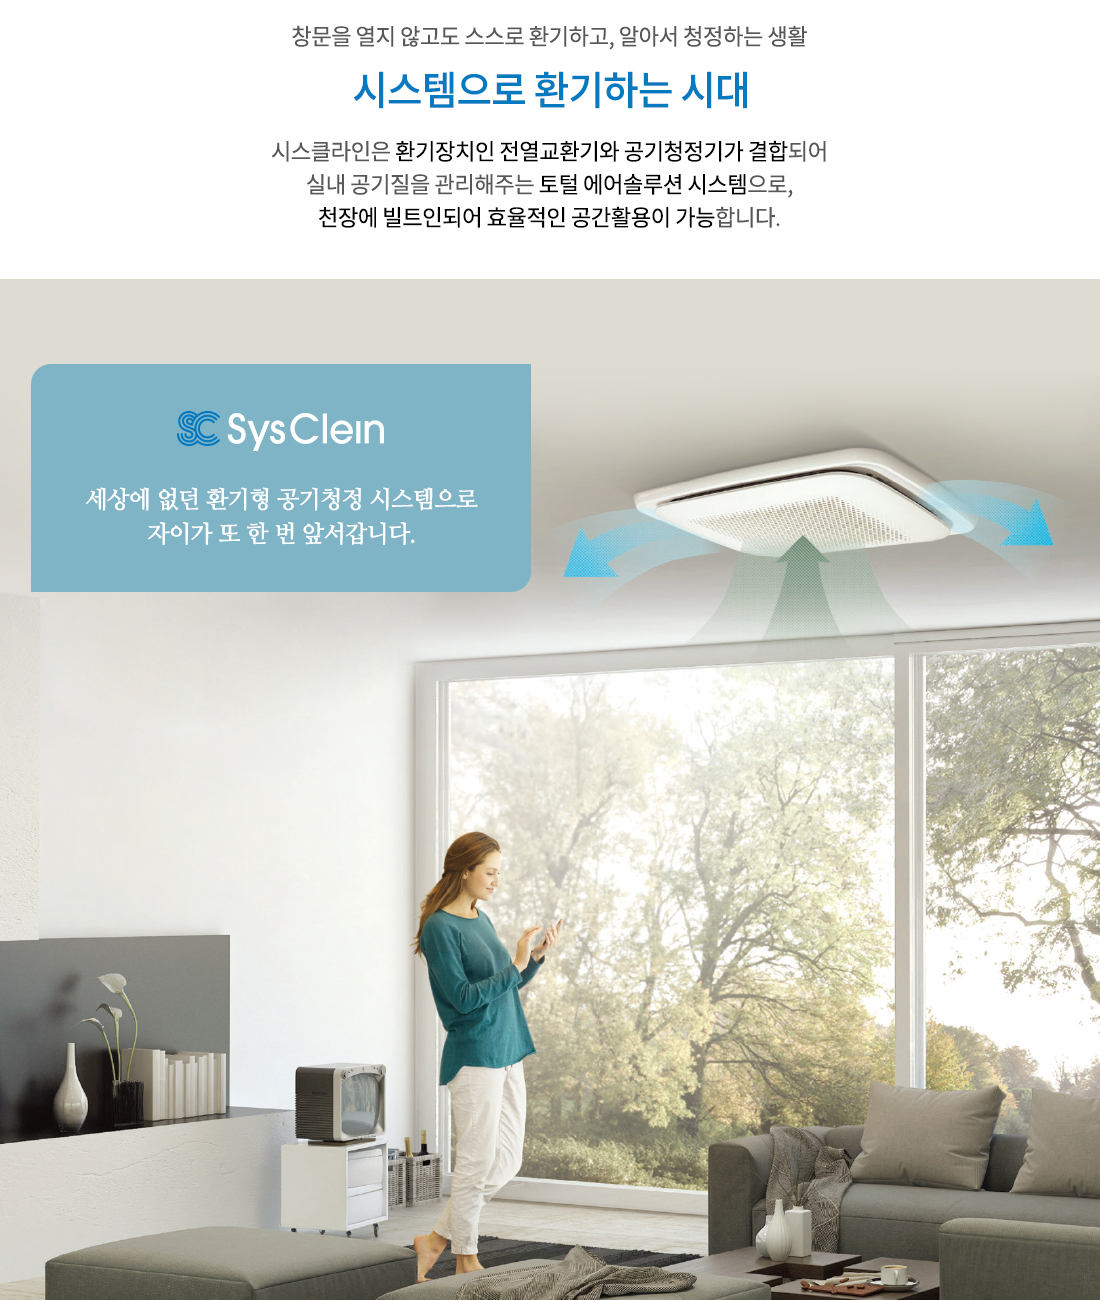 창문을 열지 않고도 스스로 환기하고, 알아서 청정하는 생활
시스템으로 환기하는 시대
시스클라인은 환기장치인 전열교환기와 공기청정기가 결합되어
실내 공기질을 관리해주는 토털 에어솔루션 시스템으로,
천장에 빌트인되어 효율적인 공간활용이 가능합니다.
SC SysClein
세상에 없던 환기형 공기청정 시스템으로
자이가 또 한 번 앞서갑니다.